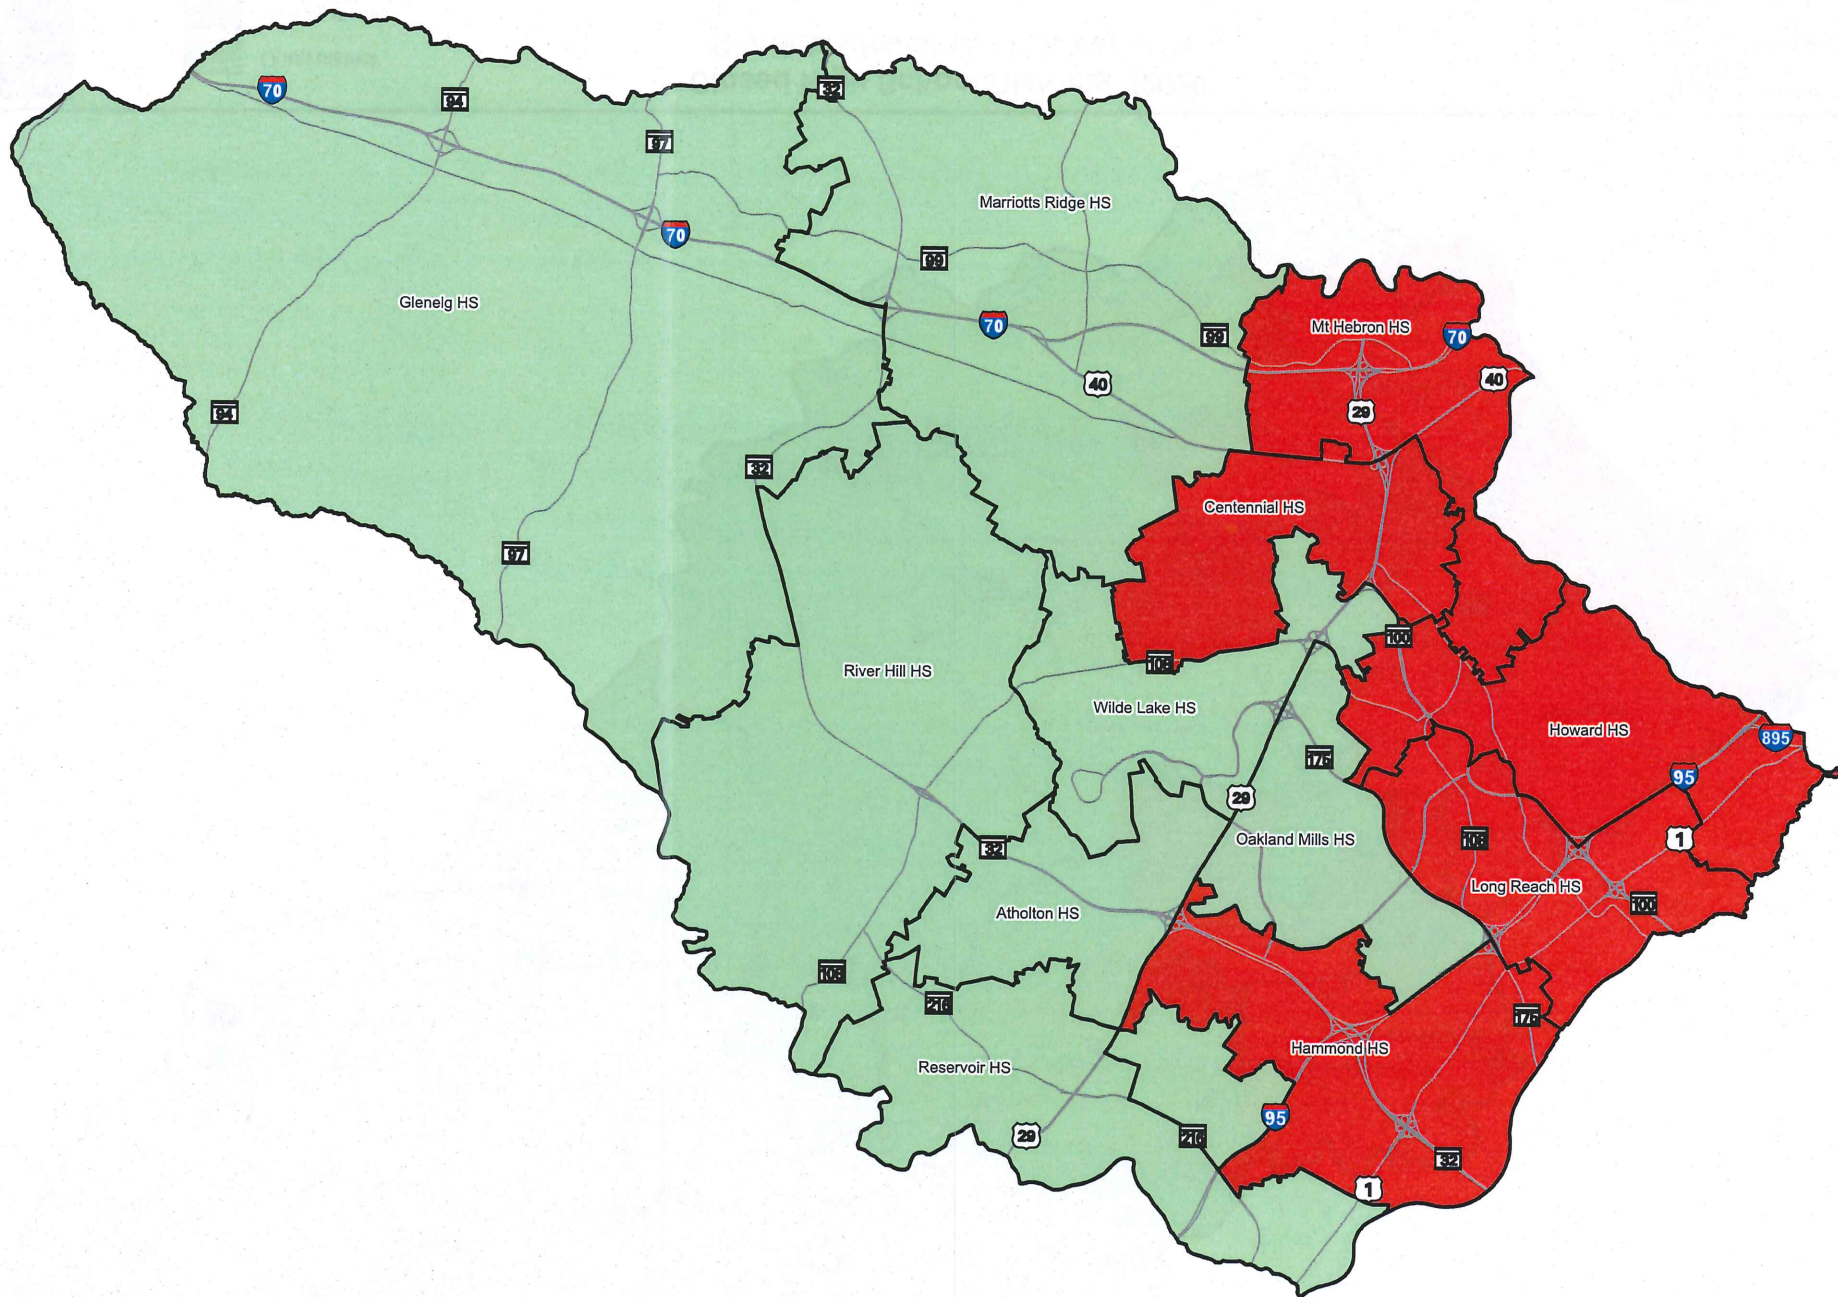 32
70
94
97
Marriotts Ridge HS
70
99
Glenelg HS
70
99
Mt Hebron HS
70
40
40
94
29
32
Centennial HS
97
100
108
River Hill HS
Wilde Lake HS
Howard HS
895
175
95
29
1
108
Oakland Mills HS
32
Long Reach HS
100
Atholton HS
108
216
175
Hammond HS
Reservoir HS
95
29
216
32
1